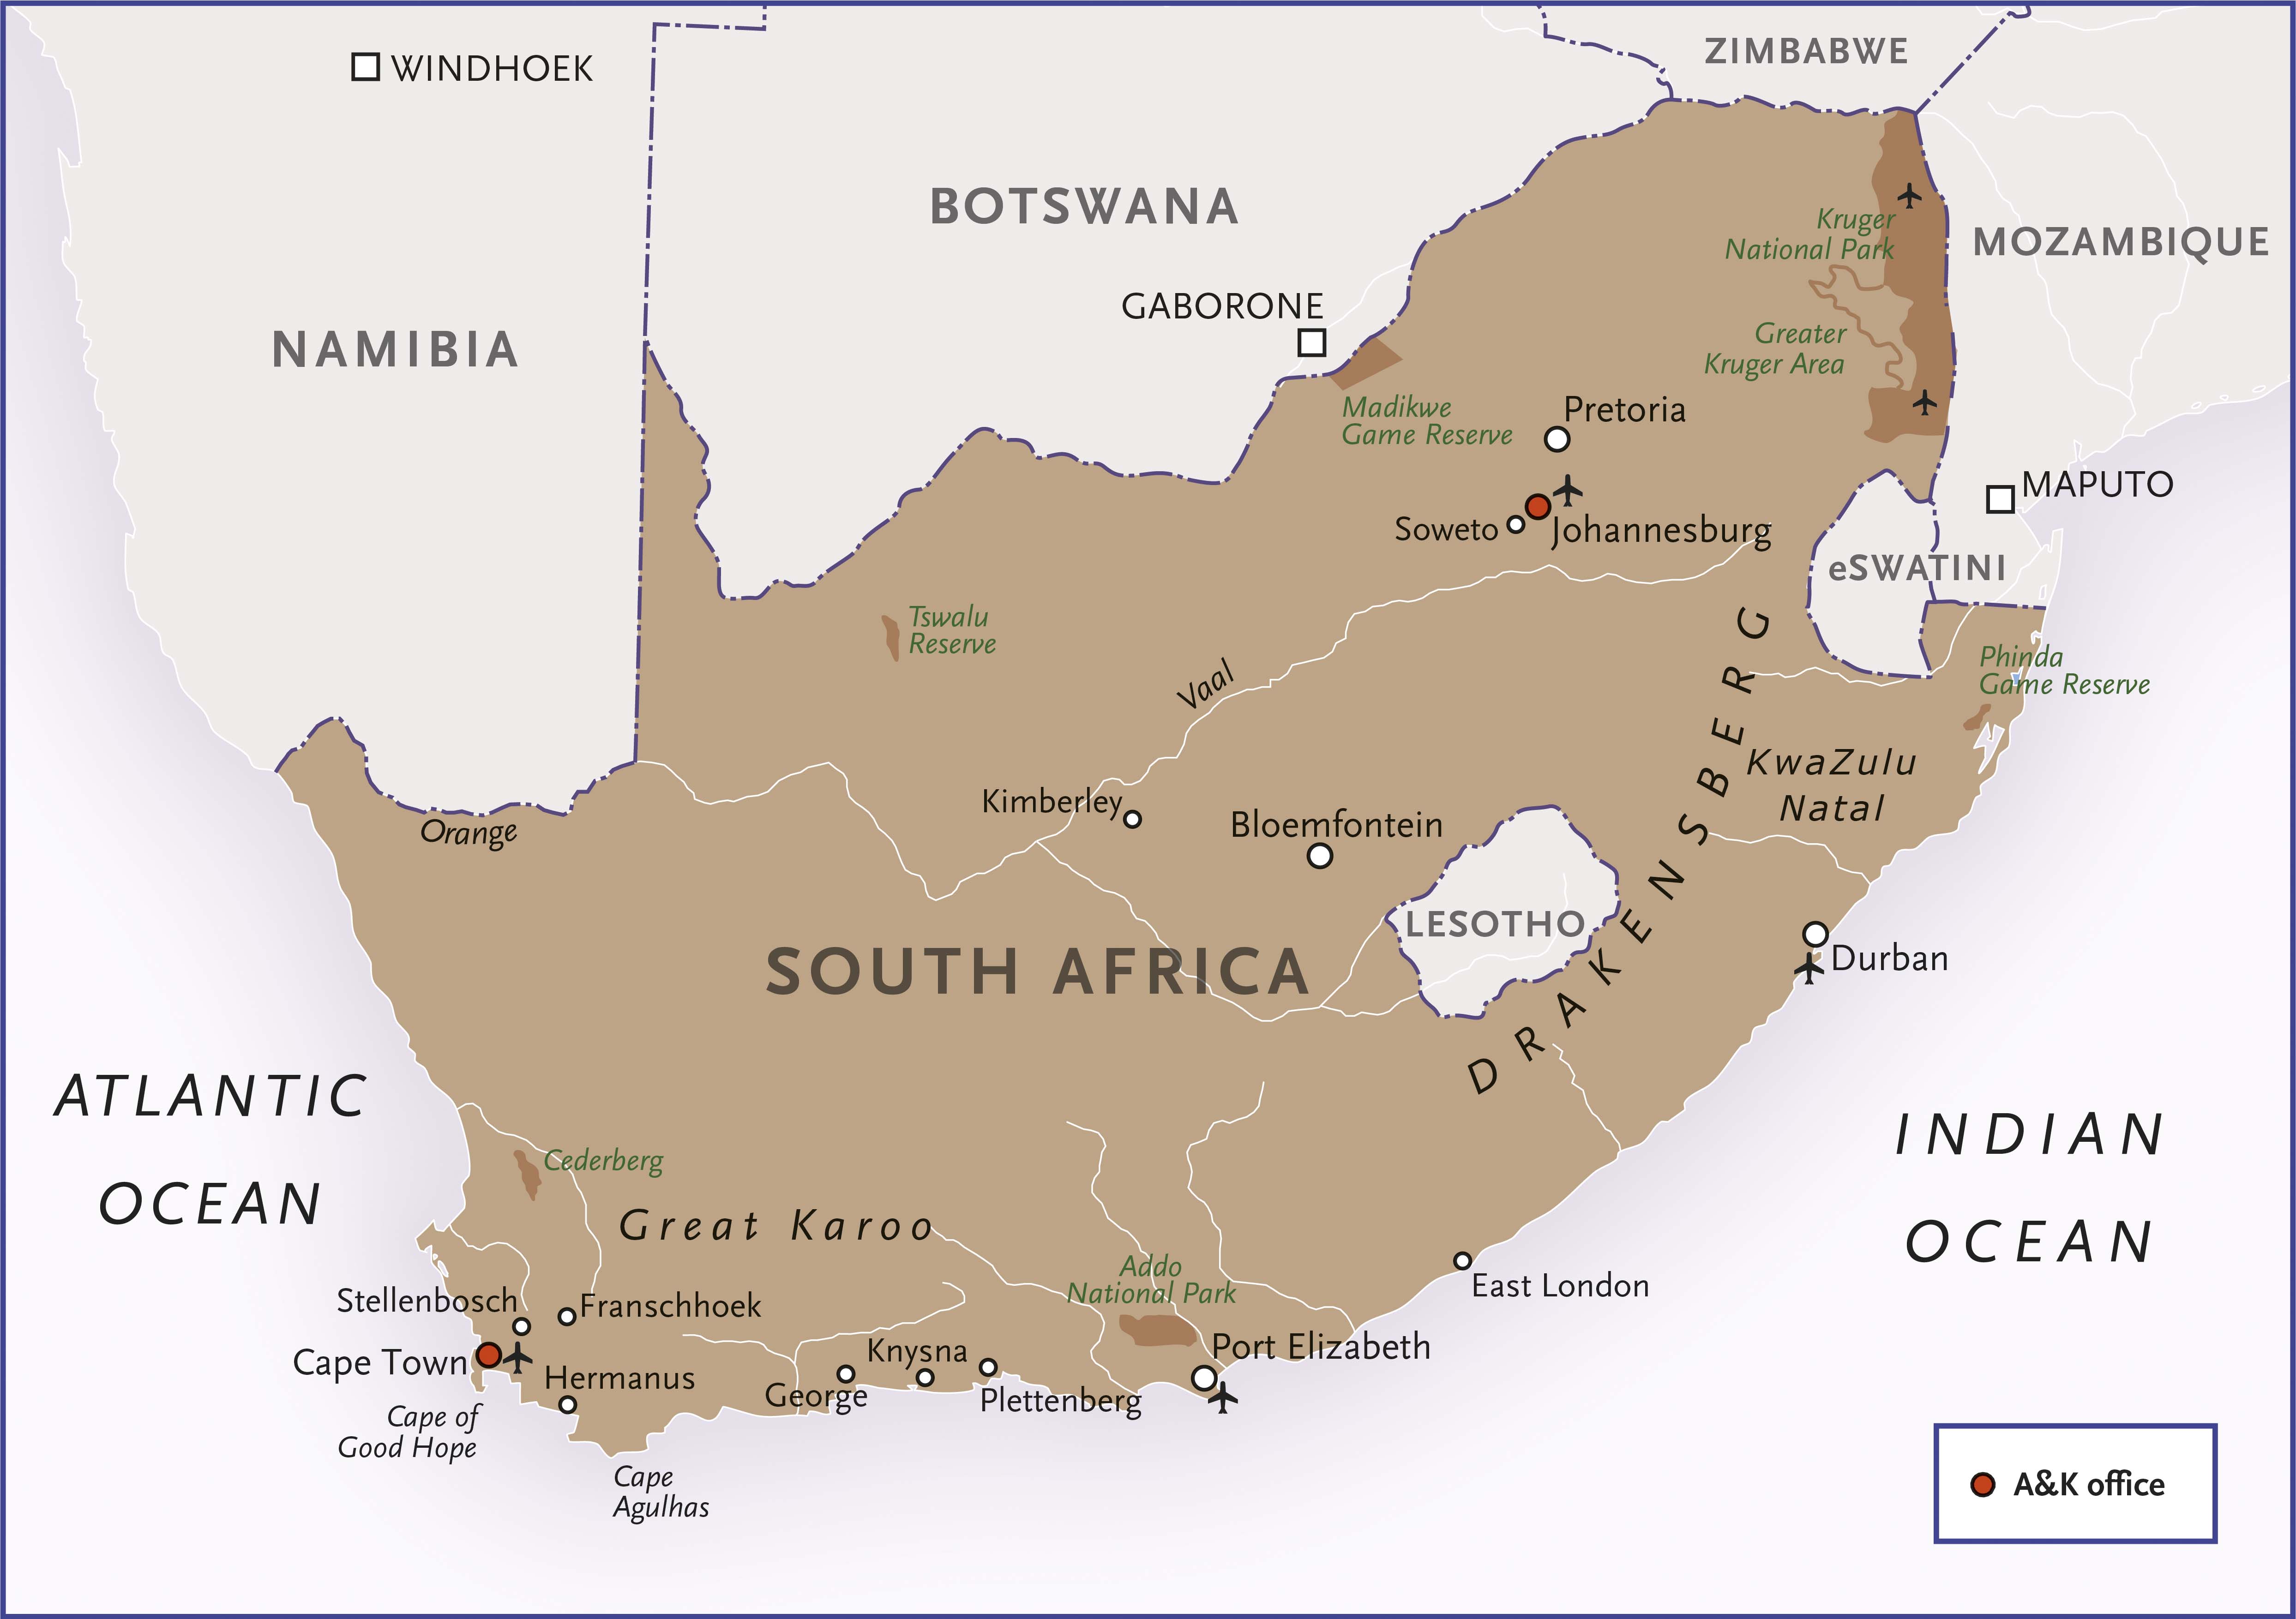 WINDHOEK
ZIMBABWE
BOTSWANA
Kruger
National Park
MOZAMBIQUE
GABORONE
NAMIBIA
Greater
Kruger Area
Madikwe
Game Reserve
Pretoria
MAPUTO
Soweto
Johannesburg
eSWATINI
Tswalu
Reserve
Phinda
Game Reserve
Vaal
DRAKENSBERG
KwaZulu
Natal
Kimberley
Bloemfontein
Orange
LESOTHO
SOUTH AFRICA
Durban
ATLANTIC
OCEAN
INDIAN
OCEAN
Cederberg
Great Karoo
Addo
National Park
East London
Stellenbosch
Franschhoek
Cape Town
Hermanus
Knysna
George
Plettenberg
Port Elizabeth
Cape of
Good Hope
Cape
Agulhas
A&K office